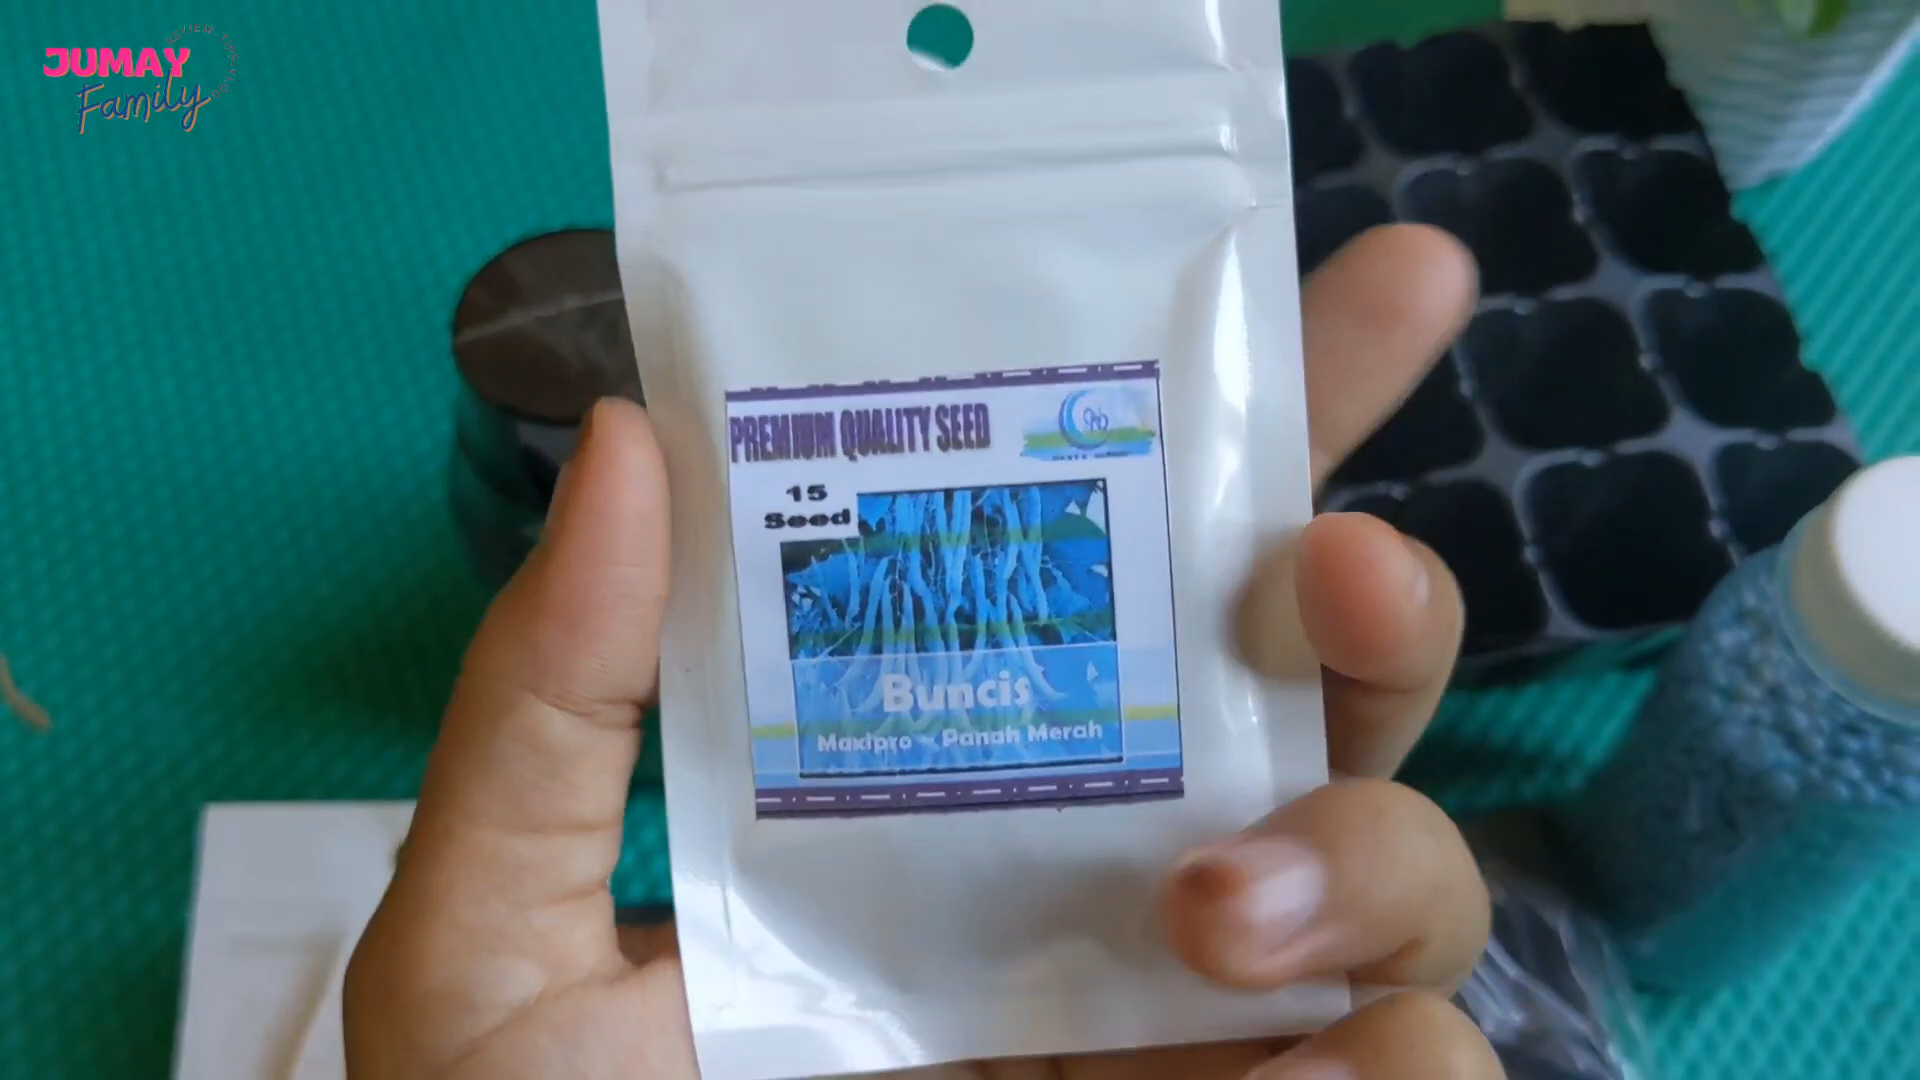 JUMAY
Family
PREMIUM QUALITY SEED
15
Seed
Buncis
Maxipro - Panah Merah